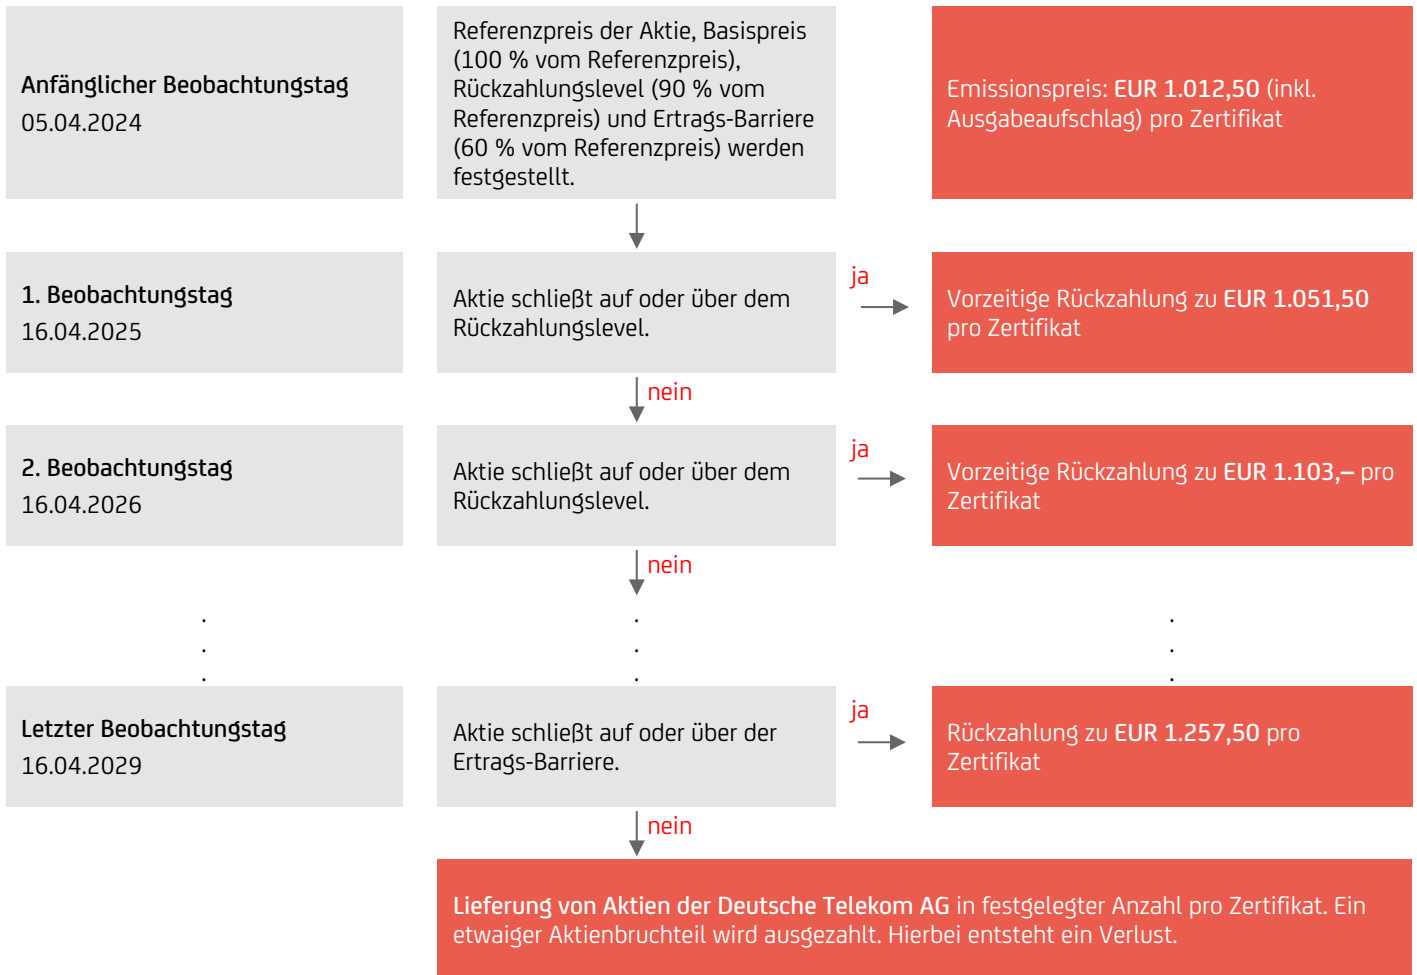 Anfänglicher Beobachtungstag
05.04.2024
Referenzpreis der Aktie, Basispreis
(100 % vom Referenzpreis),
Rückzahlungslevel (90 % vom
Referenzpreis) und Ertrags-Barriere
(60 % vom Referenzpreis) werden
festgestellt.
Emissionspreis: EUR 1.012,50 (inkl.
Ausgabeaufschlag) pro Zertifikat
1. Beobachtungstag
16.04.2025
Aktie schließt auf oder über dem
Rückzahlungslevel.
ja
Vorzeitige Rückzahlung zu EUR 1.051,50
pro Zertifikat
nein
2. Beobachtungstag
16.04.2026
Aktie schließt auf oder über dem
Rückzahlungslevel.
ja
Vorzeitige Rückzahlung zu EUR 1.103,– pro
Zertifikat
nein
. . .
. . .
. . .
Letzter Beobachtungstag
16.04.2029
Aktie schließt auf oder über der
Ertrags-Barriere.
ja
Rückzahlung zu EUR 1.257,50 pro
Zertifikat
nein
Lieferung von Aktien der Deutsche Telekom AG in festgelegter Anzahl pro Zertifikat. Ein
etwaiger Aktienbruchteil wird ausgezahlt. Hierbei entsteht ein Verlust.